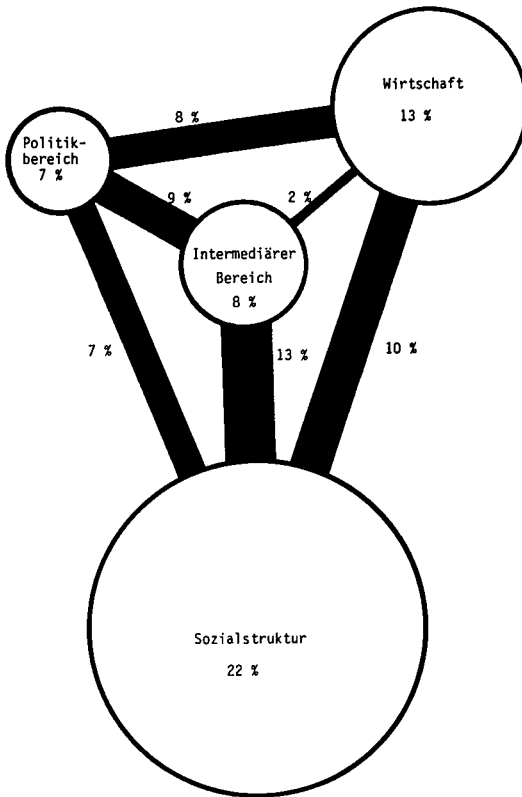 Wirtschaft
13 %
8 %
Politik-
bereich
7 %
9 %
2 %
Intermediärer
Bereich
8 %
7 %
13 %
10 %
Sozialstruktur
22 %